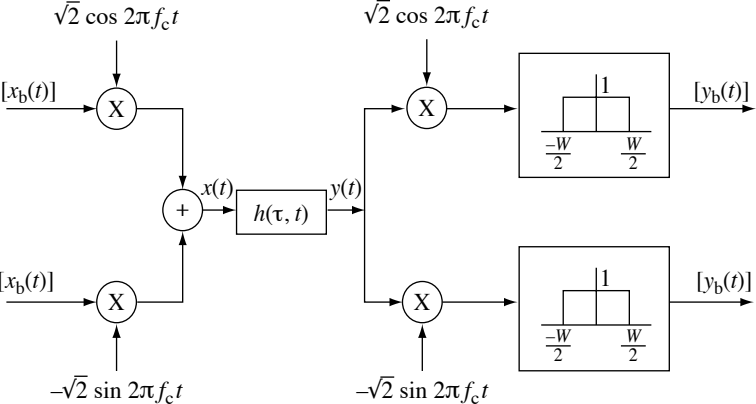 √2 cos 2πf_c t
√2 cos 2πf_c t
[x_b(t)]
X
X
1
−W/2
W/2
[y_b(t)]
+
x(t)
h(τ, t)
y(t)
[x_b(t)]
X
X
1
−W/2
W/2
[y_b(t)]
−√2 sin 2πf_c t
−√2 sin 2πf_c t